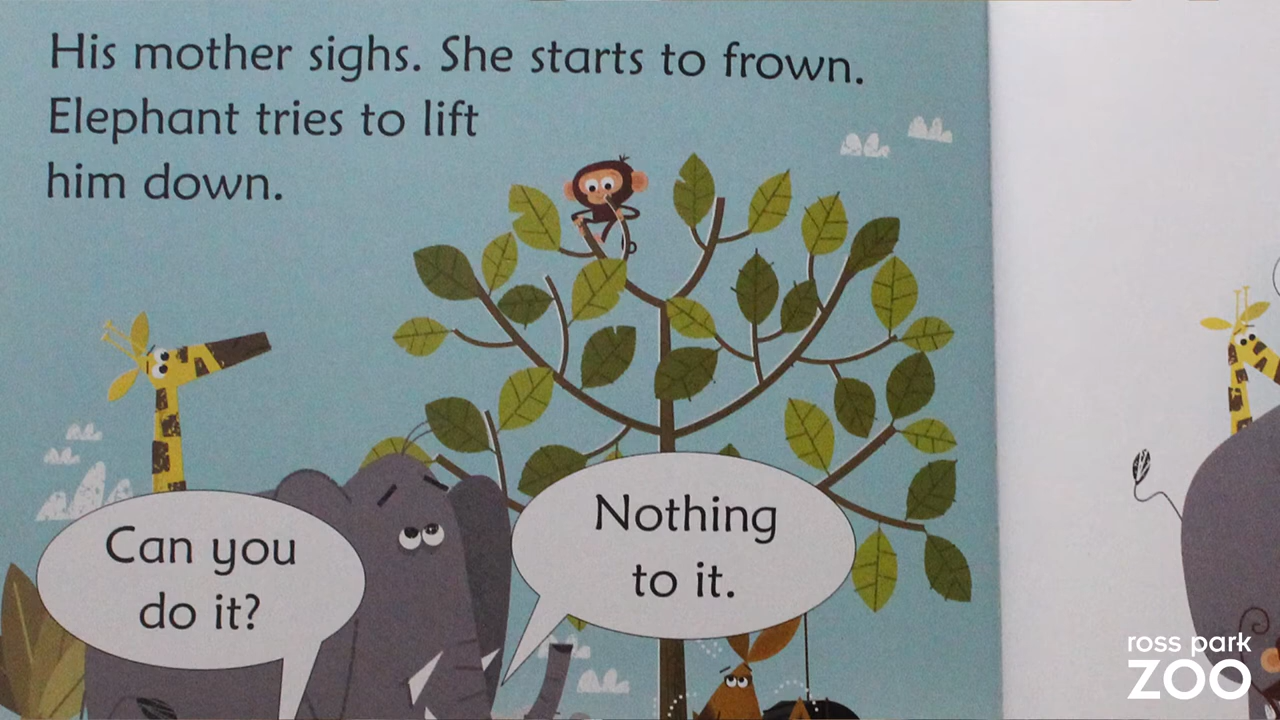 His mother sighs. She starts to frown.
Elephant tries to lift
him down.
Can you
do it?
Nothing
to it.
ross park
ZOO